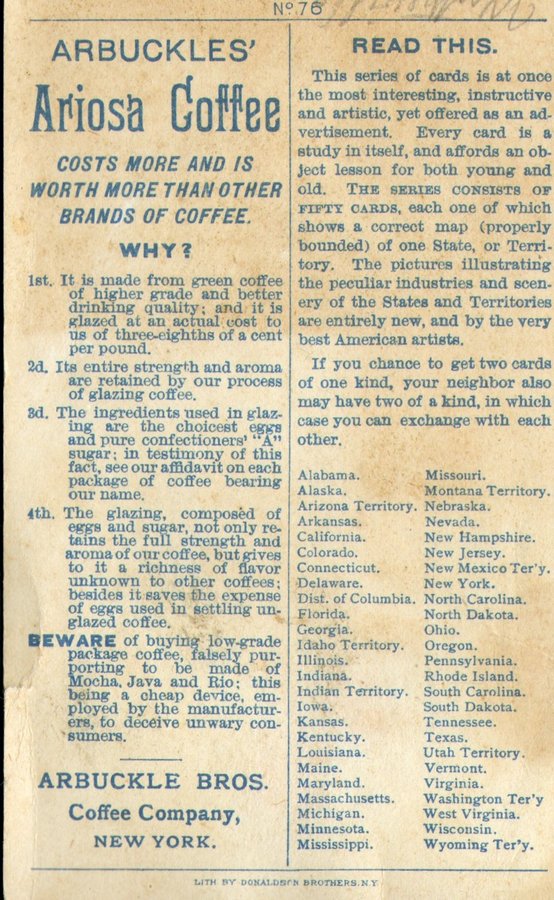 No. 76
ARBUCKLES'
Ariosa Coffee
COSTS MORE AND IS
WORTH MORE THAN OTHER
BRANDS OF COFFEE.
WHY?
1st. It is made from green coffee
of higher grade and better
drinking quality; and it is
glazed at an actual cost to
us of three-eighths of a cent
per pound.
2d. Its entire strength and aroma
are retained by our process
of glazing coffee.
3d. The ingredients used in glaz-
ing are the choicest eggs
and pure confectioners' "A"
sugar; in testimony of this
fact, see our affidavit on each
package of coffee bearing
our name.
4th. The glazing, composed of
eggs and sugar, not only re-
tains the full strength and
aroma of our coffee, but gives
to it a richness of flavor
unknown to other coffees;
besides it saves the expense
of eggs used in settling un-
glazed coffee.
BEWARE of buying low-grade
package coffee, falsely pur-
porting to be made of
Mocha, Java and Rio; this
being a cheap device, em-
ployed by the manufactur-
ers, to deceive unwary con-
sumers.
ARBUCKLE BROS.
Coffee Company,
NEW YORK.
READ THIS.
This series of cards is at once
the most interesting, instructive
and artistic, yet offered as an ad-
vertisement. Every card is a
study in itself, and affords an ob-
ject lesson for both young and
old. THE SERIES CONSISTS OF
FIFTY CARDS, each one of which
shows a correct map (properly
bounded) of one State, or Terri-
tory. The pictures illustrating
the peculiar industries and scen-
ery of the States and Territories
are entirely new, and by the very
best American artists.
If you chance to get two cards
of one kind, your neighbor also
may have two of a kind, in which
case you can exchange with each
other.
Alabama.
Alaska.
Arizona Territory.
Arkansas.
California.
Colorado.
Connecticut.
Delaware.
Dist. of Columbia.
Florida.
Georgia.
Idaho Territory.
Illinois.
Indiana.
Indian Territory.
Iowa.
Kansas.
Kentucky.
Louisiana.
Maine.
Maryland.
Massachusetts.
Michigan.
Minnesota.
Mississippi.
Missouri.
Montana Territory.
Nebraska.
Nevada.
New Hampshire.
New Jersey.
New Mexico Ter'y.
New York.
North Carolina.
North Dakota.
Ohio.
Oregon.
Pennsylvania.
Rhode Island.
South Carolina.
South Dakota.
Tennessee.
Texas.
Utah Territory.
Vermont.
Virginia.
Washington Ter'y
West Virginia.
Wisconsin.
Wyoming Ter'y.
LITH BY DONALDSON BROTHERS. N.Y.